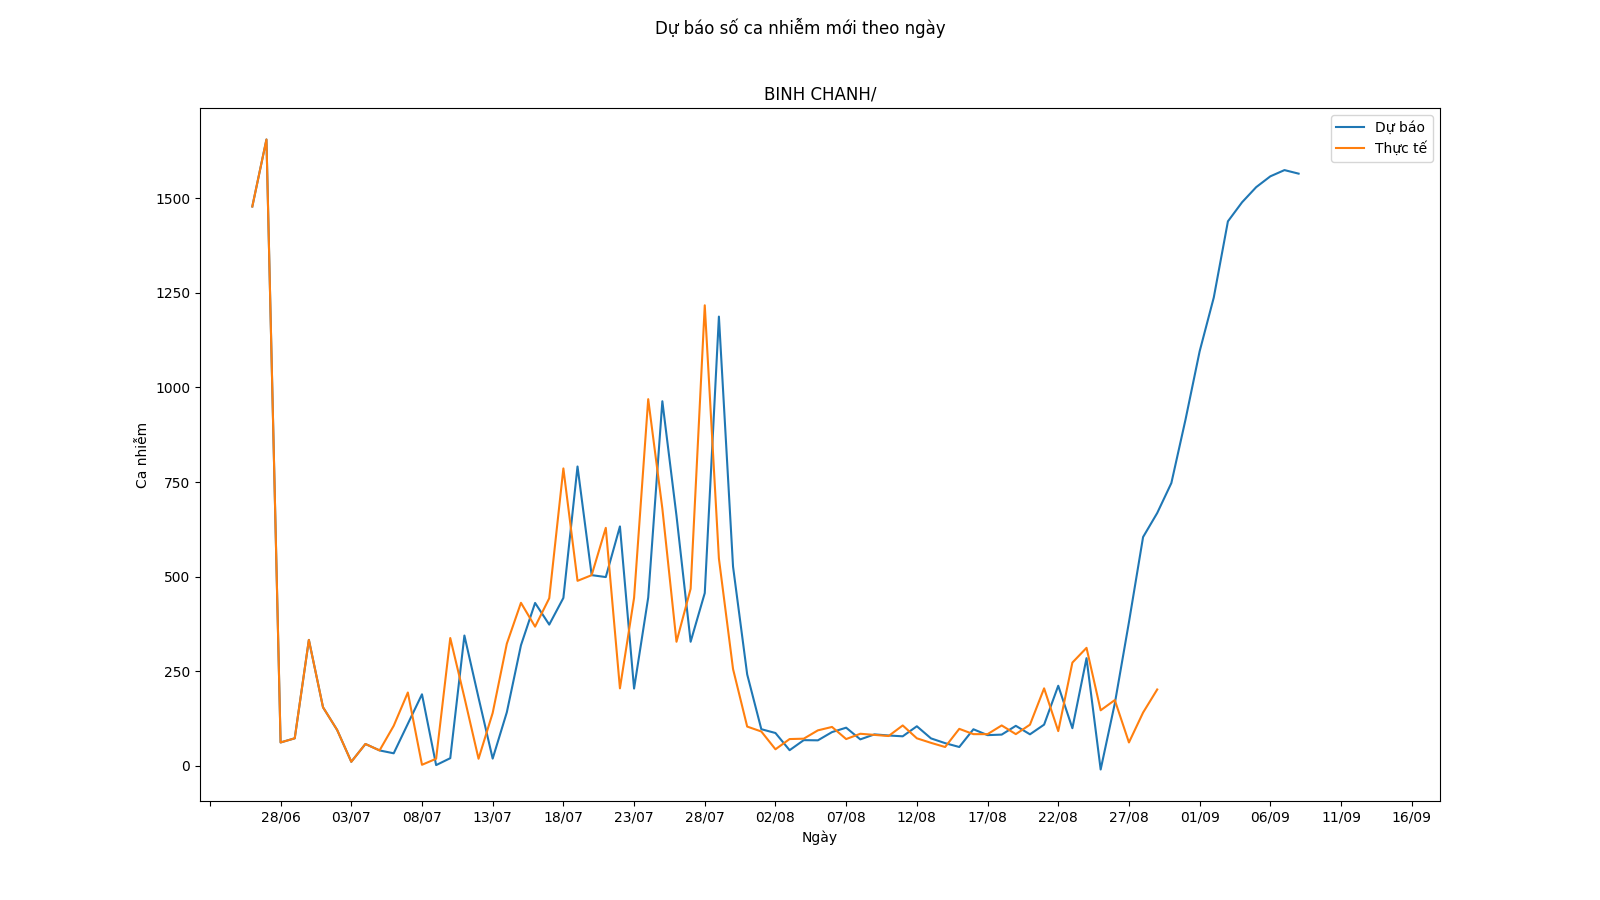 Dự báo số ca nhiễm mới theo ngày
BINH CHANH/
Dự báo
Thực tế
Ca nhiễm
1500
1250
1000
750
500
250
0
28/06 03/07 08/07 13/07 18/07 23/07 28/07 02/08 07/08 12/08 17/08 22/08 27/08 01/09 06/09 11/09 16/09
Ngày